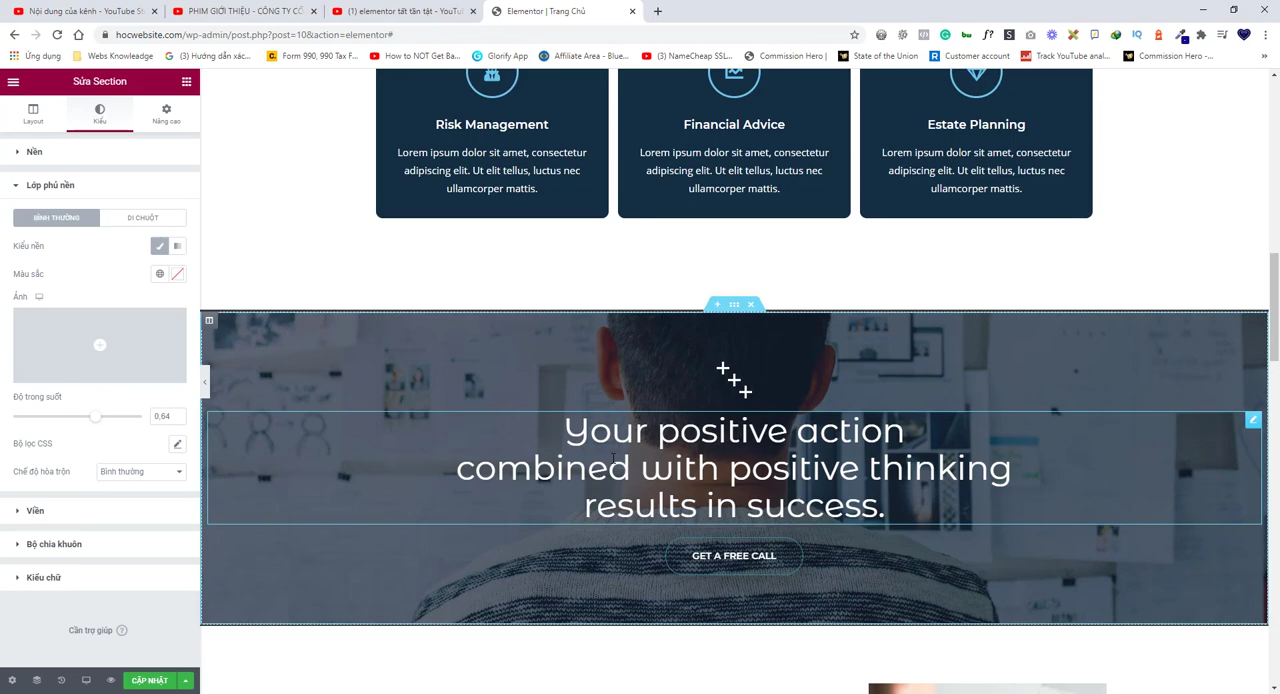 Nội dung của kênh - YouTube St
PHIM GIỚI THIỆU - CÔNG TY CỔ
(1) elementor tất tần tật - YouTu
Elementor | Trang Chủ
hocwebsite.com/wp-admin/post.php?post=10&action=elementor#
Ứng dụng
Webs Knowleadge
(3) Hướng dẫn xác...
Form 990, 990 Tax F...
How to NOT Get Ba...
Glorify App
Affiliate Area - Blue...
(3) NameCheap SSL...
Commission Hero |
State of the Union
Customer account
Track YouTube anal...
Commission Hero -...
Sửa Section
Layout
Kiểu
Nâng cao
Nền
Lớp phủ nền
BÌNH THƯỜNG
DI CHUỘT
Kiểu nền
Màu sắc
Ảnh
Độ trong suốt
0,64
Bộ lọc CSS
Chế độ hòa trộn
Bình thường
Viền
Bộ chia khuôn
Kiểu chữ
Cần trợ giúp
CẬP NHẬT
Risk Management
Lorem ipsum dolor sit amet, consectetur
adipiscing elit. Ut elit tellus, luctus nec
ullamcorper mattis.
Financial Advice
Lorem ipsum dolor sit amet, consectetur
adipiscing elit. Ut elit tellus, luctus nec
ullamcorper mattis.
Estate Planning
Lorem ipsum dolor sit amet, consectetur
adipiscing elit. Ut elit tellus, luctus nec
ullamcorper mattis.
Your positive action
combined with positive thinking
results in success.
GET A FREE CALL